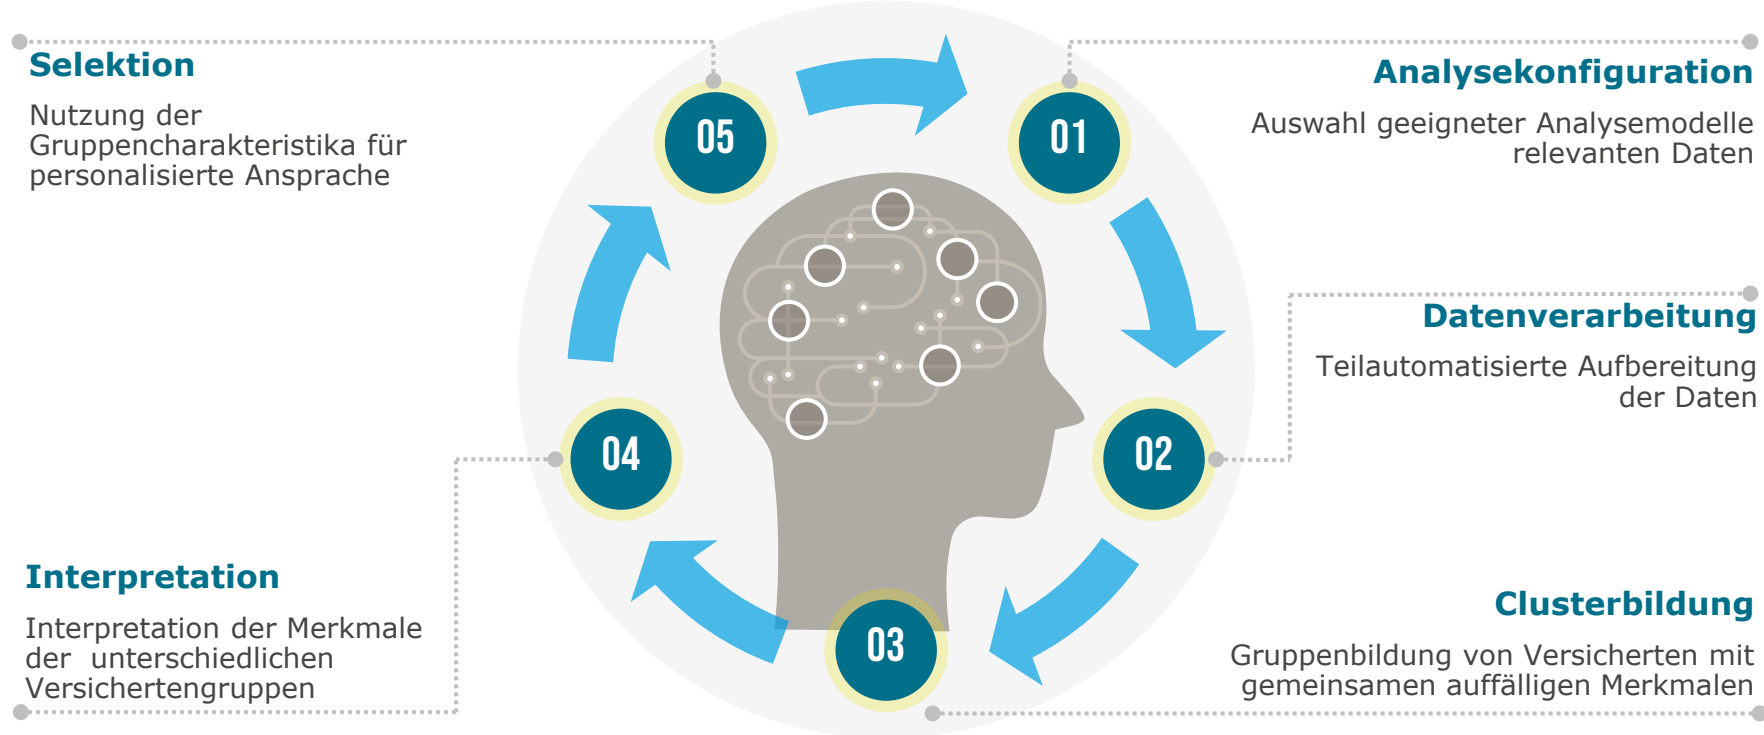 Selektion
Nutzung der
Gruppencharakteristika für
personalisierte Ansprache
05
01
Analysekonfiguration
Auswahl geeigneter Analysemodelle
relevanten Daten
Datenverarbeitung
Teilautomatisierte Aufbereitung
der Daten
04
02
Interpretation
Interpretation der Merkmale
der unterschiedlichen
Versichertengruppen
03
Clusterbildung
Gruppenbildung von Versicherten mit
gemeinsamen auffälligen Merkmalen